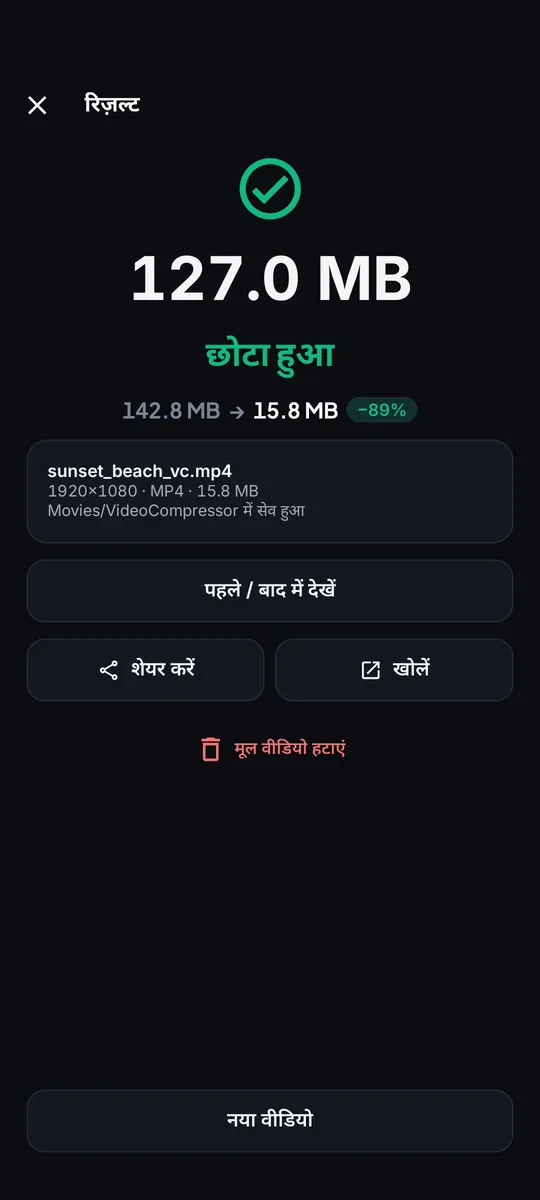 रिज़ल्ट
127.0 MB
छोटा हुआ
142.8 MB → 15.8 MB −89%
sunset_beach_vc.mp4
1920×1080 · MP4 · 15.8 MB
Movies/VideoCompressor में सेव हुआ
पहले / बाद में देखें
शेयर करें
खोलें
मूल वीडियो हटाएं
नया वीडियो